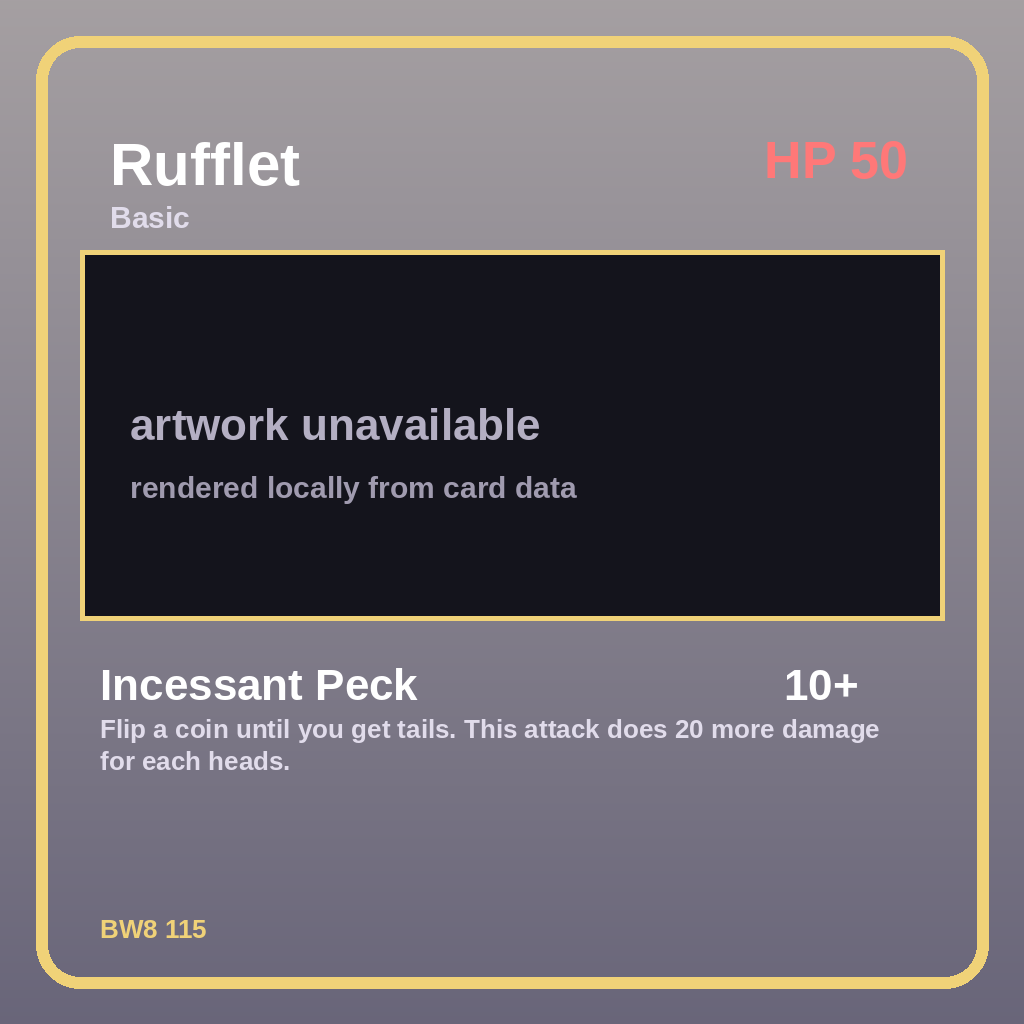 Rufflet
HP 50
Basic
artwork unavailable
rendered locally from card data
Incessant Peck
10+
Flip a coin until you get tails. This attack does 20 more damage
for each heads.
BW8 115